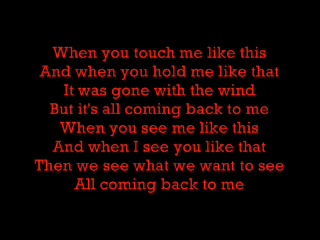 When you touch me like this
And when you hold me like that
It was gone with the wind
But it's all coming back to me
When you see me like this
And when I see you like that
Then we see what we want to see
All coming back to me